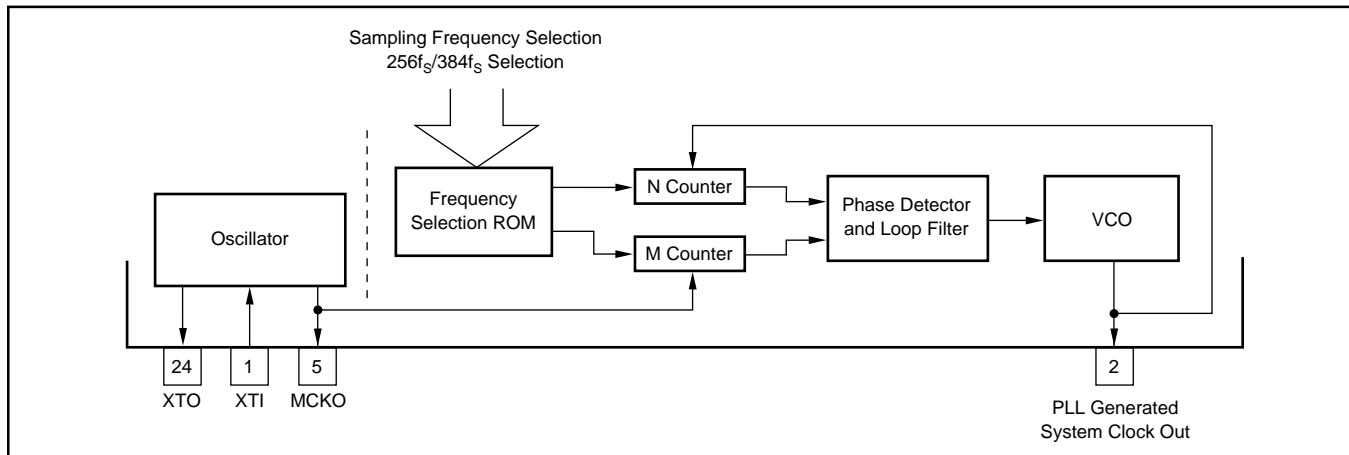 Sampling Frequency Selection
256fS/384fS Selection
Oscillator
Frequency
Selection ROM
N Counter
M Counter
Phase Detector
and Loop Filter
VCO
24
1
5
2
XTO
XTI
MCKO
PLL Generated
System Clock Out